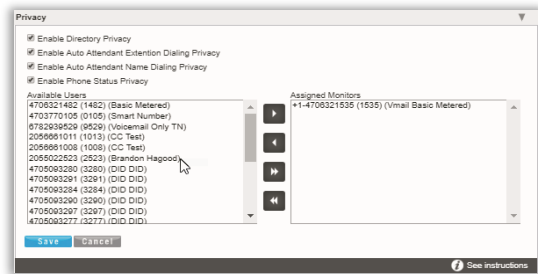 Privacy
Enable Directory Privacy
Enable Auto Attendant Extention Dialing Privacy
Enable Auto Attendant Name Dialing Privacy
Enable Phone Status Privacy
Available Users
4706321482 (1482) (Basic Metered)
4703770105 (0105) (Smart Number)
6782939529 (9529) (Voicemail Only TN)
2056661011 (1013) (CC Test)
2056661008 (1008) (CC Test)
2055022523 (2523) (Brandon Hagood)
4705093280 (3280) (DID DID)
4705093291 (3291) (DID DID)
4705093284 (3284) (DID DID)
4705093290 (3290) (DID DID)
4705093297 (3297) (DID DID)
4705093277 (3277) (DID DID)
Assigned Monitors
+1-4706321535 (1535) (Vmail Basic Metered)
Save Cancel
See instructions